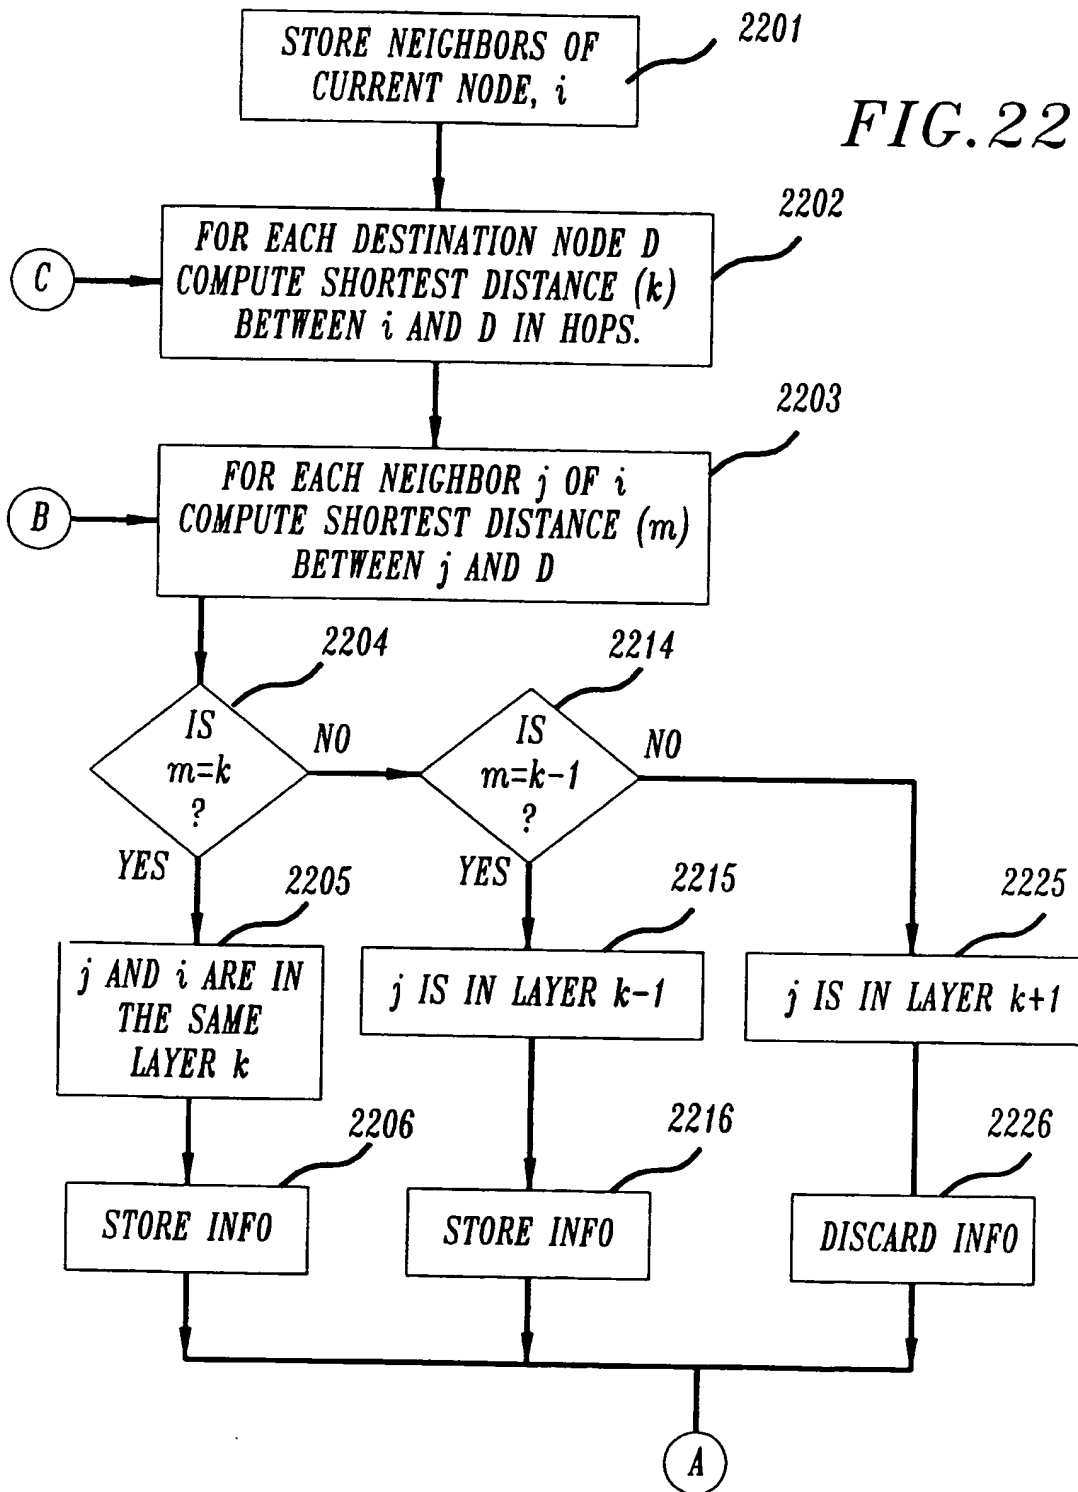 STORE NEIGHBORS OF
CURRENT NODE, i
2201
FIG.22
FOR EACH DESTINATION NODE D
COMPUTE SHORTEST DISTANCE (k)
BETWEEN i AND D IN HOPS.
2202
C
FOR EACH NEIGHBOR j OF i
COMPUTE SHORTEST DISTANCE (m)
BETWEEN j AND D
2203
B
2204
IS
m=k
?
NO
YES
2214
IS
m=k-1
?
NO
YES
2205
j AND i ARE IN
THE SAME
LAYER k
2215
j IS IN LAYER k-1
2225
j IS IN LAYER k+1
2206
STORE INFO
2216
STORE INFO
2226
DISCARD INFO
A